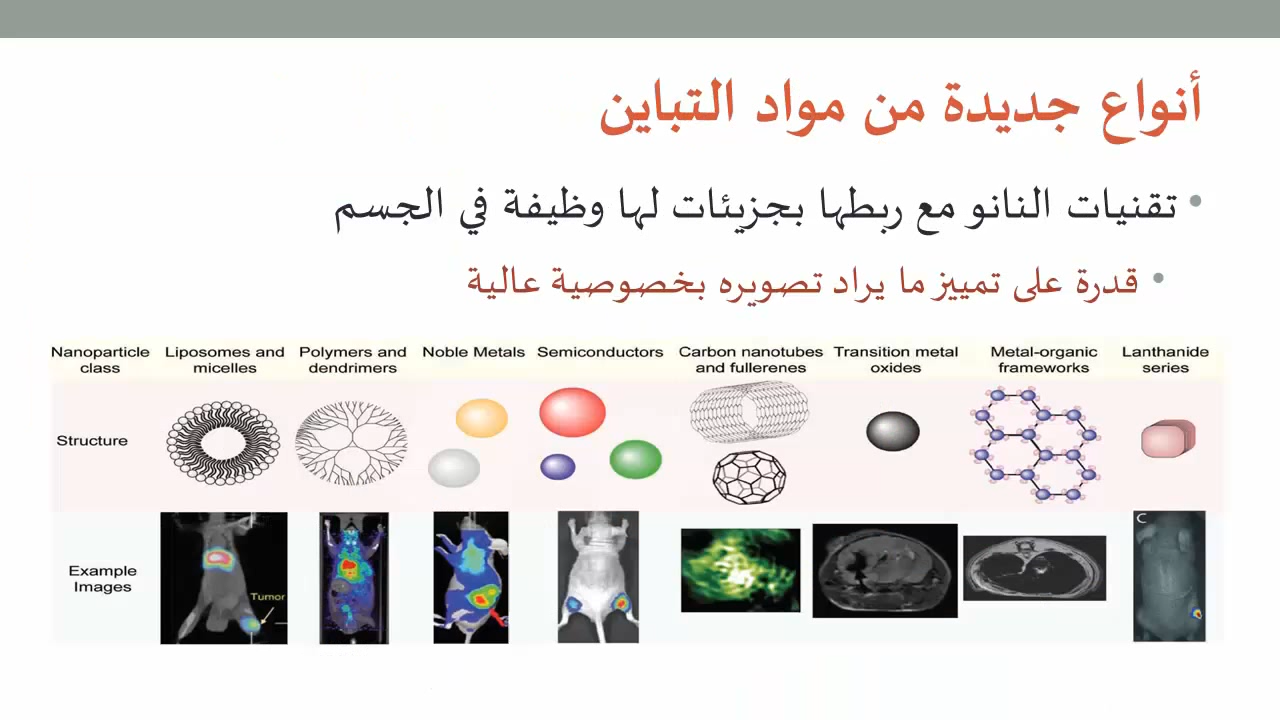 أنواع جديدة من مواد التباين
• تقنيات النانو مع ربطها بجزيئات لها وظيفة في الجسم
• قدرة على تمييز ما يراد تصويره بخصوصية عالية
Nanoparticle class
Liposomes and micelles
Polymers and dendrimers
Noble Metals
Semiconductors
Carbon nanotubes and fullerenes
Transition metal oxides
Metal-organic frameworks
Lanthanide series
Structure
Example Images
Tumor
C